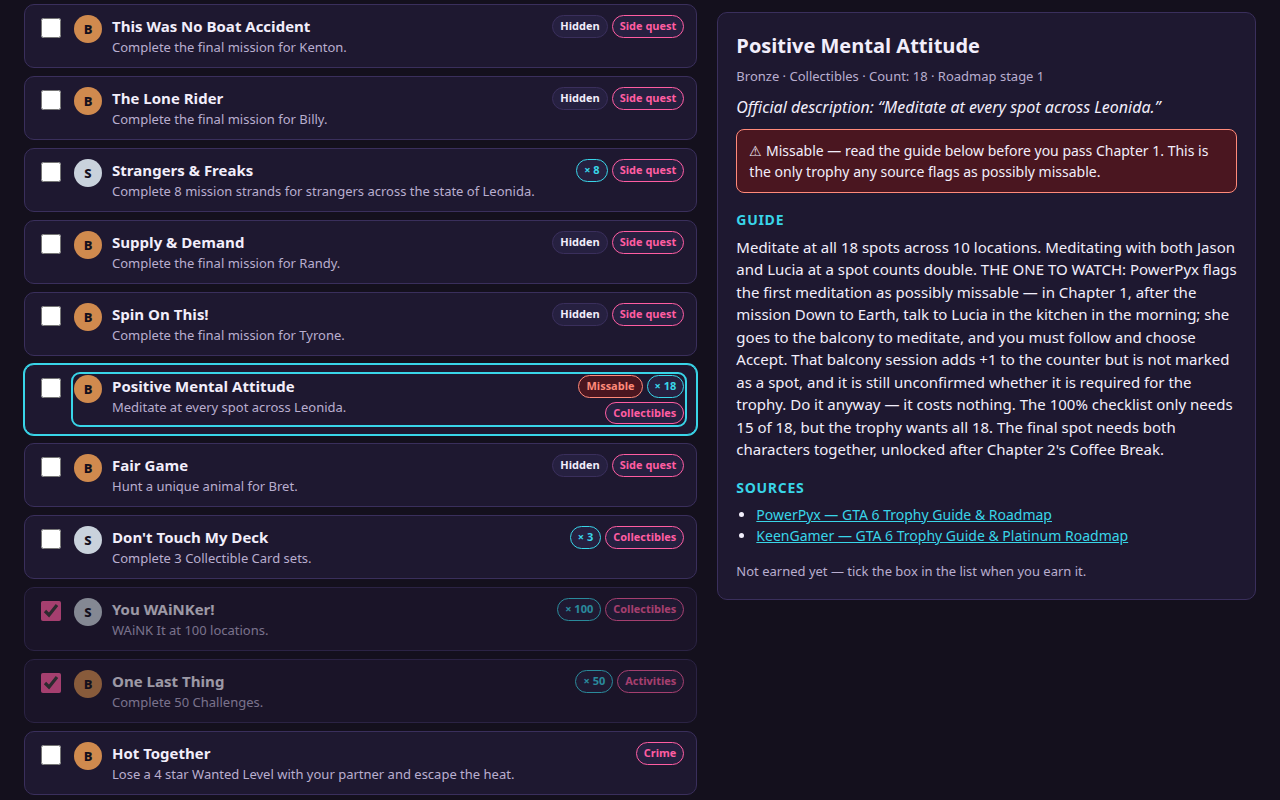 This Was No Boat Accident
Hidden
Side quest
Complete the final mission for Kenton.
The Lone Rider
Hidden
Side quest
Complete the final mission for Billy.
S
Strangers & Freaks
× 8
Side quest
Complete 8 mission strands for strangers across the state of Leonida.
B
Supply & Demand
Hidden
Side quest
Complete the final mission for Randy.
B
Spin On This!
Hidden
Side quest
Complete the final mission for Tyrone.
B
Positive Mental Attitude
Missable
× 18
Meditate at every spot across Leonida.
Collectibles
B
Fair Game
Hidden
Side quest
Hunt a unique animal for Bret.
S
Don't Touch My Deck
× 3
Collectibles
Complete 3 Collectible Card sets.
S
You WAiNKer!
× 100
Collectibles
WAiNK It at 100 locations.
B
One Last Thing
× 50
Activities
Complete 50 Challenges.
B
Hot Together
Crime
Lose a 4 star Wanted Level with your partner and escape the heat.
Positive Mental Attitude
Bronze · Collectibles · Count: 18 · Roadmap stage 1
Official description: “Meditate at every spot across Leonida.”
⚠ Missable — read the guide below before you pass Chapter 1. This is
the only trophy any source flags as possibly missable.
GUIDE
Meditate at all 18 spots across 10 locations. Meditating with both Jason
and Lucia at a spot counts double. THE ONE TO WATCH: PowerPyx flags
the first meditation as possibly missable — in Chapter 1, after the
mission Down to Earth, talk to Lucia in the kitchen in the morning; she
goes to the balcony to meditate, and you must follow and choose
Accept. That balcony session adds +1 to the counter but is not marked
as a spot, and it is still unconfirmed whether it is required for the
trophy. Do it anyway — it costs nothing. The 100% checklist only needs
15 of 18, but the trophy wants all 18. The final spot needs both
characters together, unlocked after Chapter 2's Coffee Break.
SOURCES
• PowerPyx — GTA 6 Trophy Guide & Roadmap
• KeenGamer — GTA 6 Trophy Guide & Platinum Roadmap
Not earned yet — tick the box in the list when you earn it.